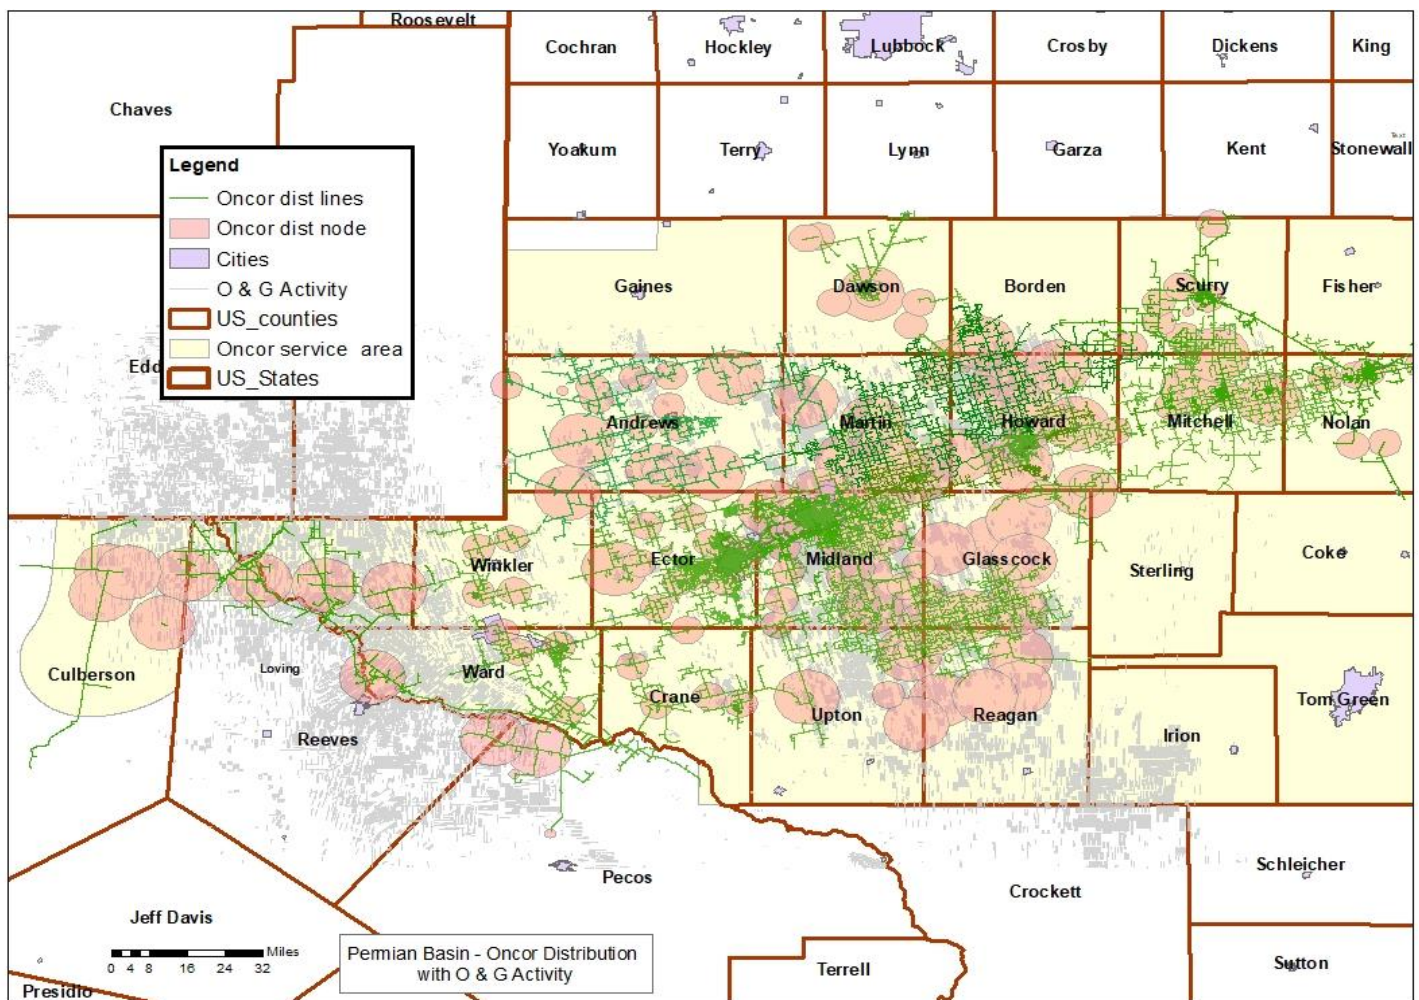 Roosevelt
Cochran
Hockley
Lubbock
Crosby
Dickens
King
Chaves
Yoakum
Terry
Lynn
Garza
Kent
Text
Stonewall
Legend
Oncor dist lines
Oncor dist node
Cities
O & G Activity
US_counties
Oncor service area
US_States
Gaines
Dawson
Borden
Scurry
Fisher
Edd
Andrews
Martin
Howard
Mitchell
Nolan
Winkler
Ector
Midland
Glasscock
Sterling
Coke
Culberson
Loving
Ward
Crane
Upton
Reagan
Irion
Tom Green
Reeves
Pecos
Crockett
Schleicher
Jeff Davis
Miles
0 4 8 16 24 32
Permian Basin - Oncor Distribution
with O & G Activity
Terrell
Sutton
Presidio